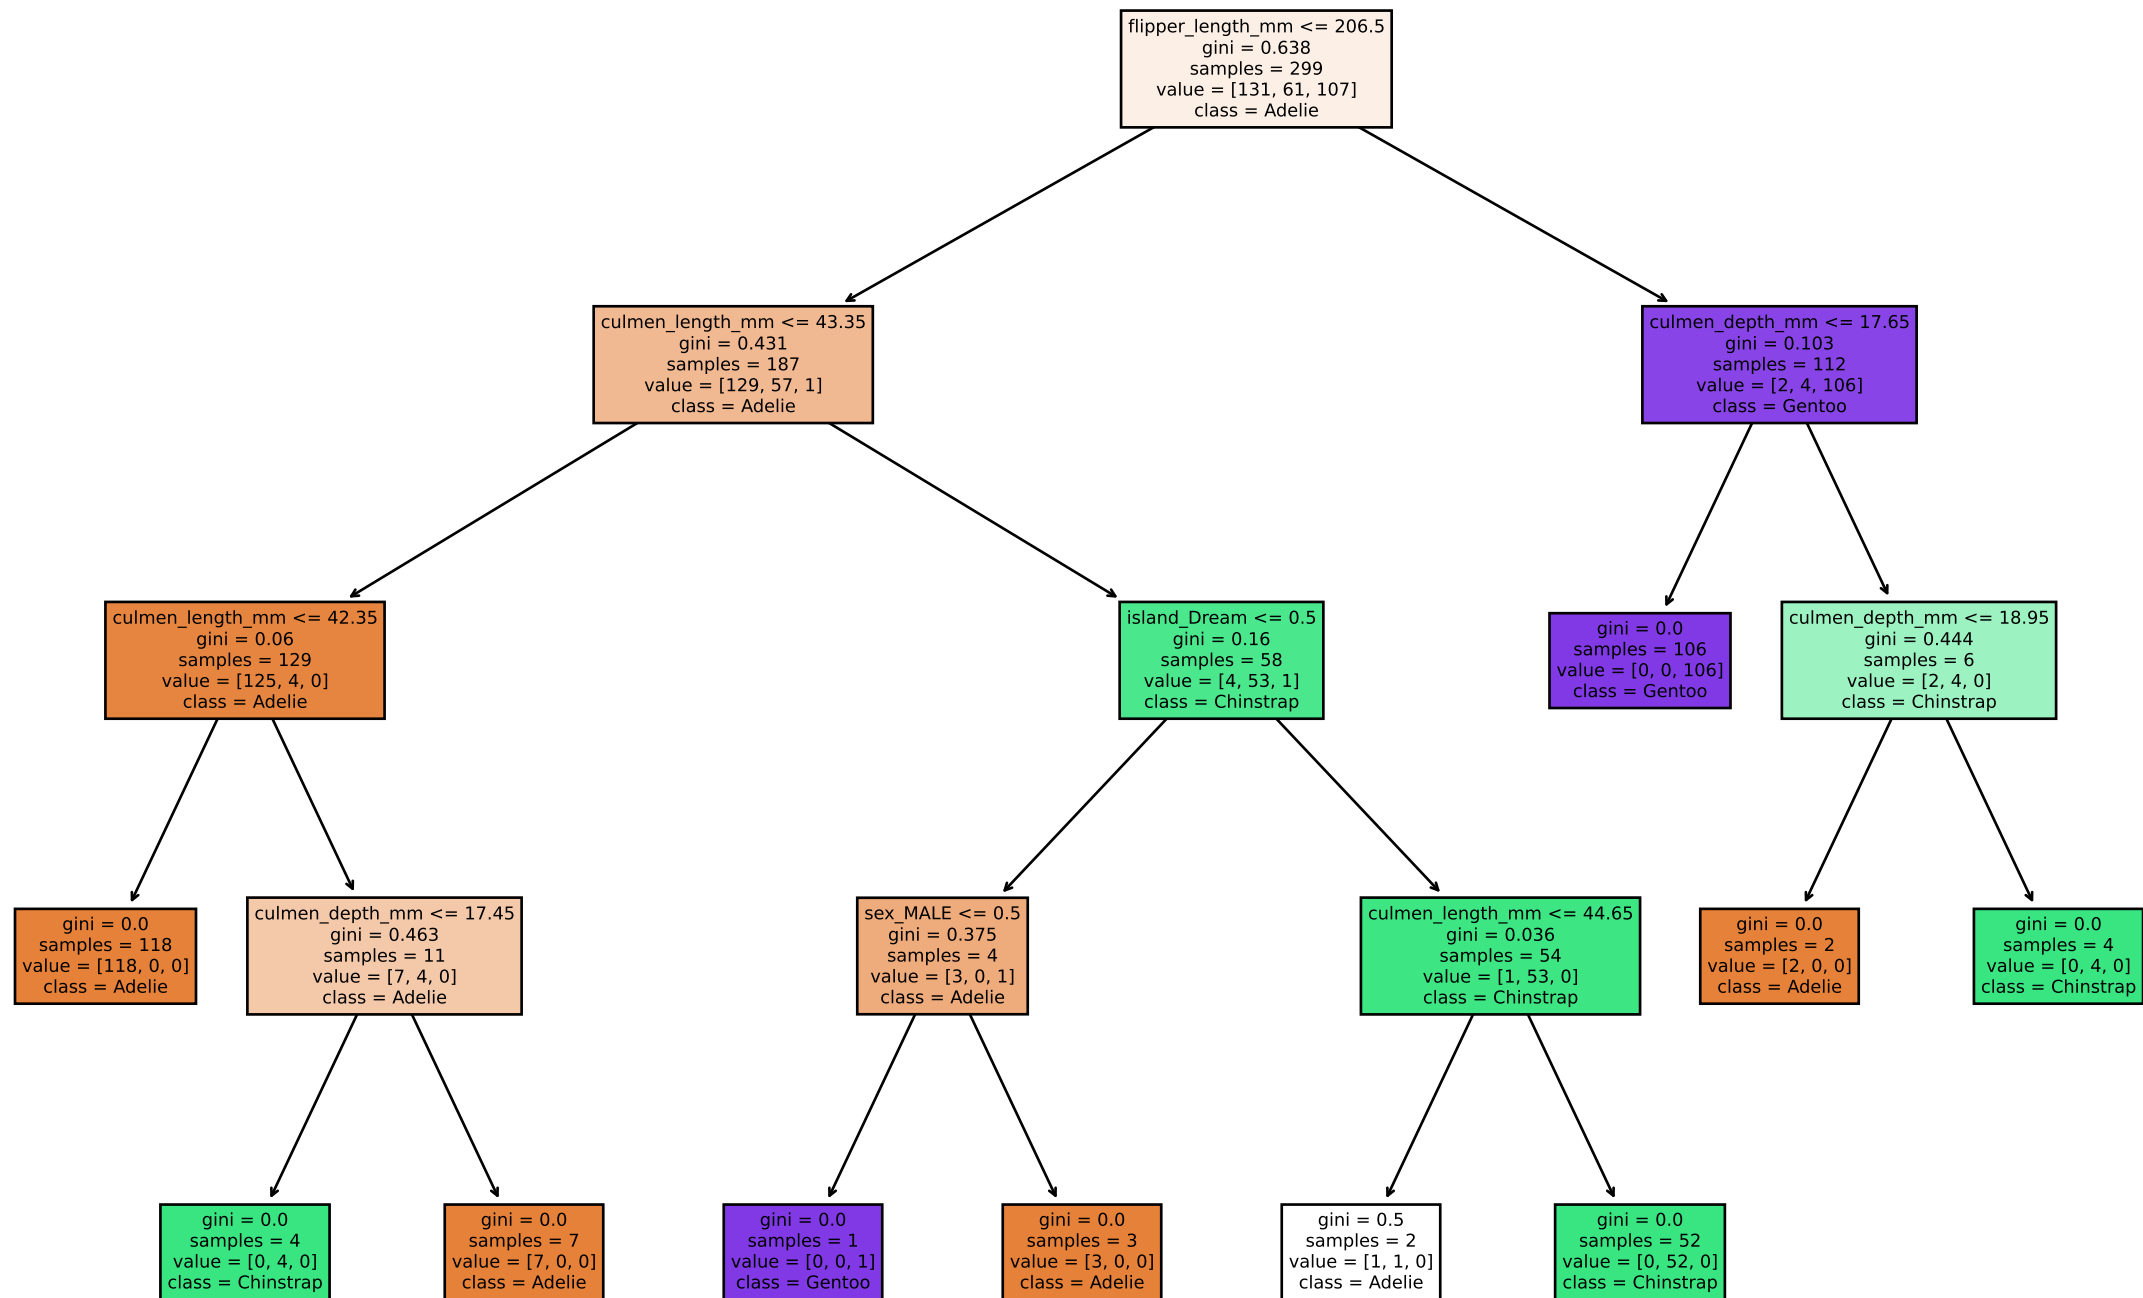 flipper_length_mm <= 206.5
gini = 0.638
samples = 299
value = [131, 61, 107]
class = Adelie
culmen_length_mm <= 43.35
gini = 0.431
samples = 187
value = [129, 57, 1]
class = Adelie
culmen_depth_mm <= 17.65
gini = 0.103
samples = 112
value = [2, 4, 106]
class = Gentoo
culmen_length_mm <= 42.35
gini = 0.06
samples = 129
value = [125, 4, 0]
class = Adelie
island_Dream <= 0.5
gini = 0.16
samples = 58
value = [4, 53, 1]
class = Chinstrap
gini = 0.0
samples = 106
value = [0, 0, 106]
class = Gentoo
culmen_depth_mm <= 18.95
gini = 0.444
samples = 6
value = [2, 4, 0]
class = Chinstrap
gini = 0.0
samples = 118
value = [118, 0, 0]
class = Adelie
culmen_depth_mm <= 17.45
gini = 0.463
samples = 11
value = [7, 4, 0]
class = Adelie
sex_MALE <= 0.5
gini = 0.375
samples = 4
value = [3, 0, 1]
class = Adelie
culmen_length_mm <= 44.65
gini = 0.036
samples = 54
value = [1, 53, 0]
class = Chinstrap
gini = 0.0
samples = 2
value = [2, 0, 0]
class = Adelie
gini = 0.0
samples = 4
value = [0, 4, 0]
class = Chinstrap
gini = 0.0
samples = 4
value = [0, 4, 0]
class = Chinstrap
gini = 0.0
samples = 7
value = [7, 0, 0]
class = Adelie
gini = 0.0
samples = 1
value = [0, 0, 1]
class = Gentoo
gini = 0.0
samples = 3
value = [3, 0, 0]
class = Adelie
gini = 0.5
samples = 2
value = [1, 1, 0]
class = Adelie
gini = 0.0
samples = 52
value = [0, 52, 0]
class = Chinstrap